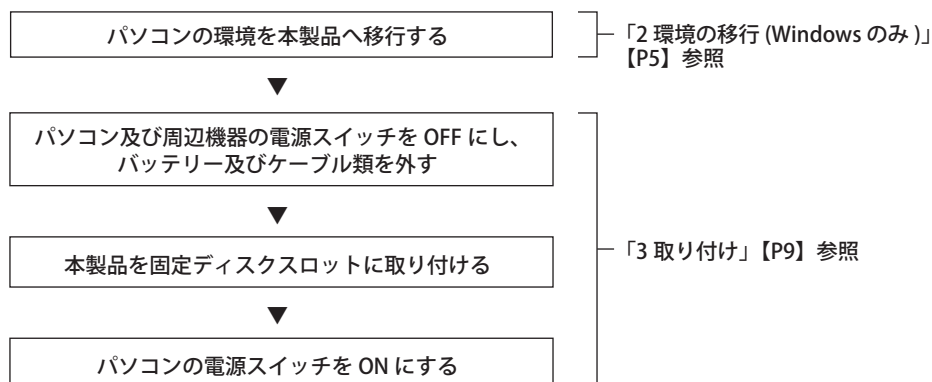 パソコンの環境を本製品へ移行する
「2 環境の移行 (Windows のみ )」
【P5】参照
▼
パソコン及び周辺機器の電源スイッチを OFF にし、
バッテリー及びケーブル類を外す
▼
本製品を固定ディスクスロットに取り付ける
「3 取り付け」【P9】参照
▼
パソコンの電源スイッチを ON にする